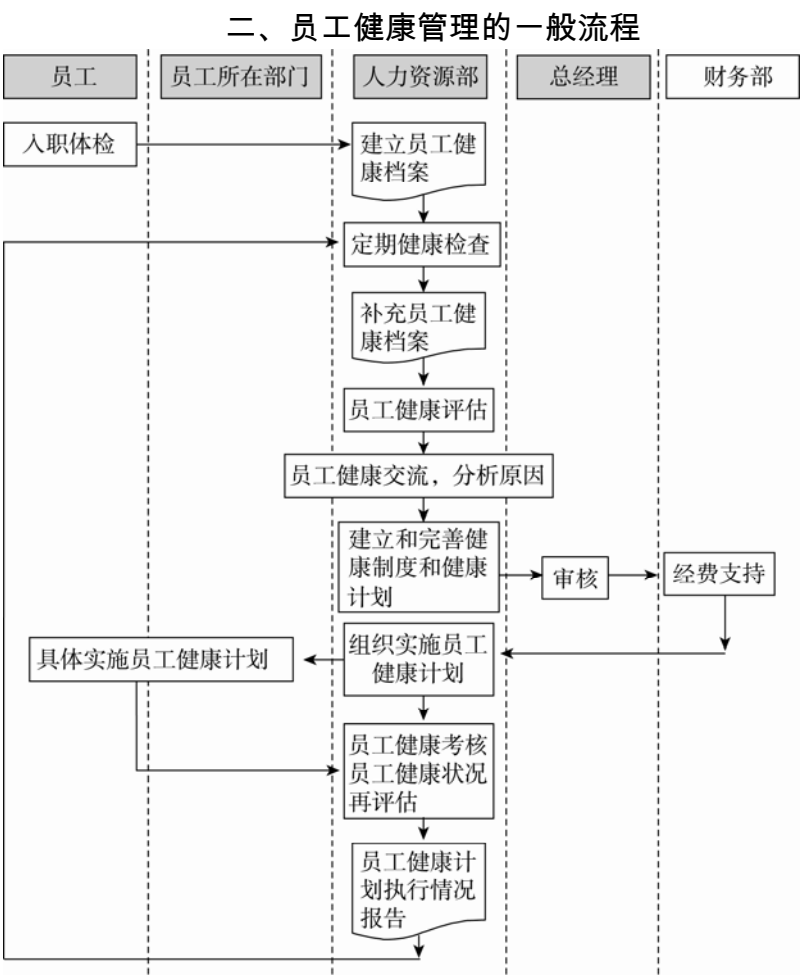 二、员工健康管理的一般流程
员工
员工所在部门
人力资源部
总经理
财务部
入职体检
建立员工健
康档案
定期健康检查
补充员工健
康档案
员工健康评估
员工健康交流，分析原因
建立和完善健
康制度和健康
计划
审核
经费支持
组织实施员工
健康计划
具体实施员工健康计划
员工健康考核
员工健康状况
再评估
员工健康计
划执行情况
报告